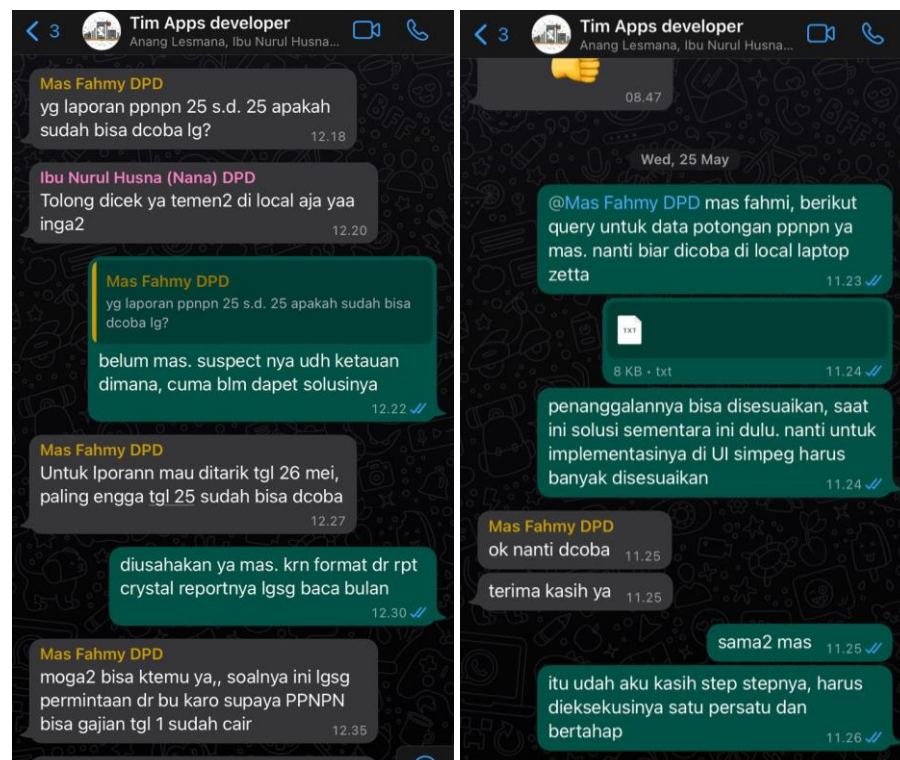 3
Tim Apps developer
Anang Lesmana, Ibu Nurul Husna...
Mas Fahmy DPD
yg laporan ppnpn 25 s.d. 25 apakah
sudah bisa dcoba lg?
12.18
Ibu Nurul Husna (Nana) DPD
Tolong dicek ya temen2 di local aja yaa
inga2
12.20
Mas Fahmy DPD
yg laporan ppnpn 25 s.d. 25 apakah sudah bisa
dcoba lg?
belum mas. suspect nya udh ketauan
dimana, cuma blm dapet solusinya
12.22
Mas Fahmy DPD
Untuk lporann mau ditarik tgl 26 mei,
paling engga tgl 25 sudah bisa dcoba
12.27
diusahakan ya mas. krn format dr rpt
crystal reportnya lgsg baca bulan
12.30
Mas Fahmy DPD
moga2 bisa ktemu ya,, soalnya ini lgsg
permintaan dr bu karo supaya PPNPN
bisa gajian tgl 1 sudah cair
12.35
3
Tim Apps developer
Anang Lesmana, Ibu Nurul Husna...
08.47
Wed, 25 May
@Mas Fahmy DPD mas fahmi, berikut
query untuk data potongan ppnpn ya
mas. nanti biar dicoba di local laptop
zetta
11.23
TXT
8 KB • txt
11.24
penanggalannya bisa disesuaikan, saat
ini solusi sementara ini dulu. nanti untuk
implementasinya di UI simpeg harus
banyak disesuaikan
11.24
Mas Fahmy DPD
ok nanti dcoba
11.25
terima kasih ya
11.25
sama2 mas
11.25
itu udah aku kasih step stepnya, harus
dieksekusinya satu persatu dan
bertahap
11.26